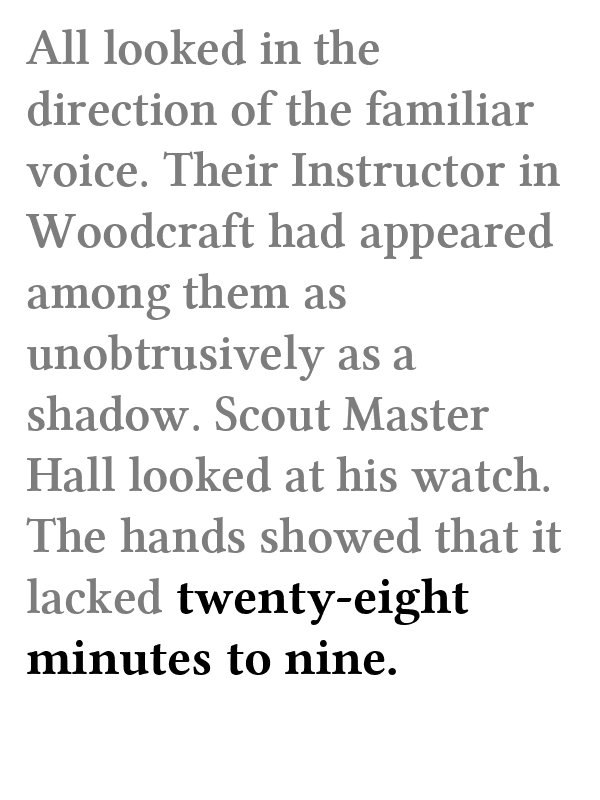 All looked in the
direction of the familiar
voice. Their Instructor in
Woodcraft had appeared
among them as
unobtrusively as a
shadow. Scout Master
Hall looked at his watch.
The hands showed that it
lacked twenty-eight
minutes to nine.